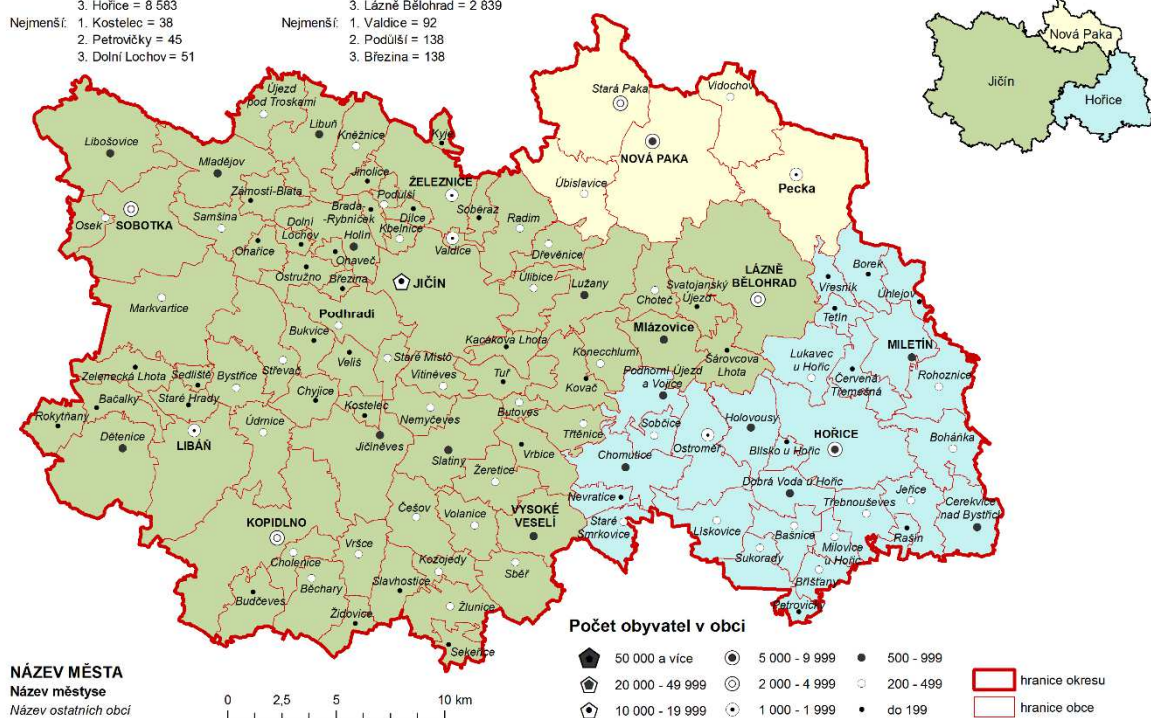 3. Hořice = 8 583
3. Lázně Bělohrad = 2 839
Nejmenší: 1. Kostelec = 38
Nejmenší: 1. Valdice = 92
2. Petrovičky = 45
2. Podůlší = 138
3. Dolní Lochov = 51
3. Březina = 138
Nová Paka
Jičín
Hořice
Újezd
pod Troskami
Stará Paka
Vidochov
Libošovice
Libuň
Kněžnice
Kyje
NOVÁ PAKA
Mladějov
Jinolice
ŽELEZNICE
Pecka
Zámostí-Blata
Úbislavice
Osek
SOBOTKA
Samšina
Dolní
Lochov
Brada-
-Rybníček
Podůlší
Dílce
Kbelnice
Soběraz
Radim
Ohařice
Holín
Ohaveč
Valdice
Dřevěnice
Ostružno
Březina
JIČÍN
Úlibice
Lužany
Choteč
Svatojanský
Újezd
LÁZNĚ
BĚLOHRAD
Borek
Vřesník
Úhlejov
Tetín
Markvartice
Podhradí
Bukvice
Mlázovice
MILETÍN
Zelenecká Lhota
Sedliště
Bystřice
Střevač
Veliš
Staré Místo
Vitiněves
Kacákova Lhota
Konecchlumí
Šárovcova
Lhota
Lukavec
u Hořic
Červená
Třemešná
Rohoznice
Bačalky
Staré Hrady
Chyjice
Tuř
Kovač
Podhorní Újezd
a Vojice
Rokytňany
Dětenice
LIBÁŇ
Údrnice
Kostelec
Nemyčeves
Butoves
Třtěnice
Sobčice
Ostroměř
Holovousy
HOŘICE
Bílsko u Hořic
Boháňka
Jičíněves
Slatiny
Vrbice
Žeretice
Chomutice
Nevratice
Dobrá Voda u Hořic
Jeřice
Třebnouševes
Cerekvice
nad Bystřicí
KOPIDLNO
Češov
Volanice
VYSOKÉ
VESELÍ
Staré
Smrkovice
Lískovice
Bašnice
Rašín
Cholenice
Vršce
Sukorady
Milovice
u Hořic
Kozojedy
Sběř
Bříšťany
Budčeves
Běchary
Slavhostice
Žlunice
Petrovičky
Židovice
Sekeřice
Počet obyvatel v obci
50 000 a více
5 000 - 9 999
500 - 999
20 000 - 49 999
2 000 - 4 999
200 - 499
10 000 - 19 999
1 000 - 1 999
do 199
hranice okresu
hranice obce
NÁZEV MĚSTA
Název městyse
Název ostatních obcí
0 2,5 5 10 km